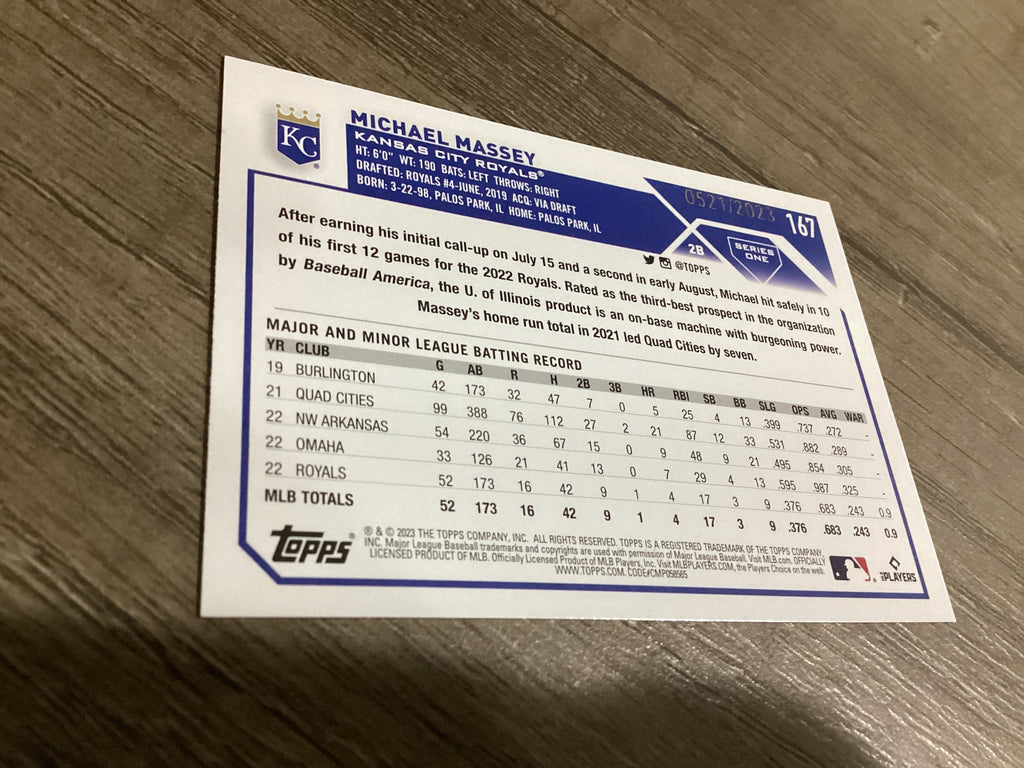 KC
MICHAEL MASSEY
KANSAS CITY ROYALS®
HT: 6'0" WT: 190 BATS: LEFT THROWS: RIGHT
DRAFTED: ROYALS #4-JUNE, 2019 ACQ: VIA DRAFT
BORN: 3-22-98, PALOS PARK, IL HOME: PALOS PARK, IL
0521/2023
167
2B
SERIES
ONE
@TOPPS
After earning his initial call-up on July 15 and a second in early August, Michael hit safely in 10
of his first 12 games for the 2022 Royals. Rated as the third-best prospect in the organization
by Baseball America, the U. of Illinois product is an on-base machine with burgeoning power.
Massey's home run total in 2021 led Quad Cities by seven.
MAJOR AND MINOR LEAGUE BATTING RECORD
YR CLUB G AB R H 2B 3B HR RBI SB BB SLG OPS AVG WAR
19 BURLINGTON 42 173 32 47 7 0 5 25 4 13 .399 .737 .272 -
21 QUAD CITIES 99 388 76 112 27 2 21 87 12 33 .531 .882 .289 -
22 NW ARKANSAS 54 220 36 67 15 0 9 48 9 21 .495 .854 .305 -
22 OMAHA 33 126 21 41 13 0 7 29 4 13 .595 .987 .325 -
22 ROYALS 52 173 16 42 9 1 4 17 3 9 .376 .683 .243 0.9
MLB TOTALS 52 173 16 42 9 1 4 17 3 9 .376 .683 .243 0.9
Topps®
® & © 2023 THE TOPPS COMPANY, INC. ALL RIGHTS RESERVED. TOPPS IS A REGISTERED TRADEMARK OF THE TOPPS COMPANY,
INC. Major League Baseball trademarks and copyrights are used with permission of Major League Baseball. Visit MLB.com. OFFICIALLY
LICENSED PRODUCT OF MLB. Officially Licensed Product of MLB Players, Inc. Visit MLBPLAYERS.COM, the Players Choice on the web.
WWW.TOPPS.COM. CODE#CMP058565
PLAYERS